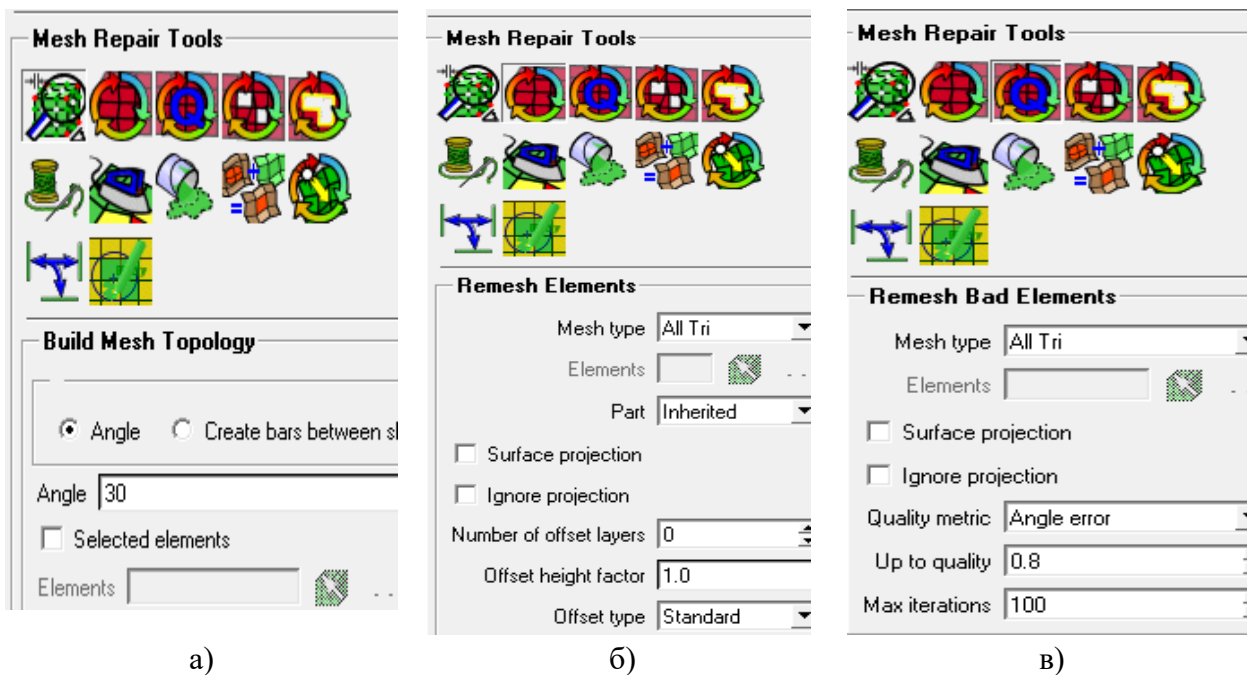 Mesh Repair Tools
Build Mesh Topology
Angle
Create bars between
Angle 30
Selected elements
Elements
а)
Mesh Repair Tools
Remesh Elements
Mesh type All Tri
Elements
Part Inherited
Surface projection
Ignore projection
Number of offset layers 0
Offset height factor 1.0
Offset type Standard
б)
Mesh Repair Tools
Remesh Bad Elements
Mesh type All Tri
Elements
Surface projection
Ignore projection
Quality metric Angle error
Up to quality 0.8
Max iterations 100
в)